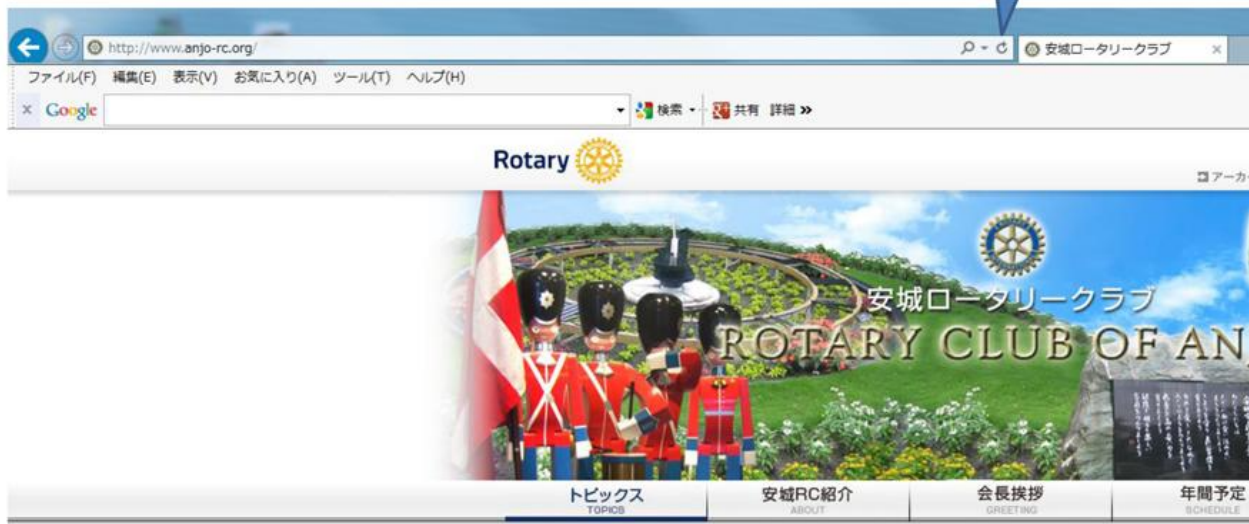 http://www.anjo-rc.org/
安城ロータリークラブ
ファイル(F) 編集(E) 表示(V) お気に入り(A) ツール(T) ヘルプ(H)
x Google 検索 共有 詳細 »
Rotary
アーカ
安城ロータリークラブ
ROTARY CLUB OF AN
トピックス 安城RC紹介 会長挨拶 年間予定
TOPICS ABOUT GREETING SCHEDULE